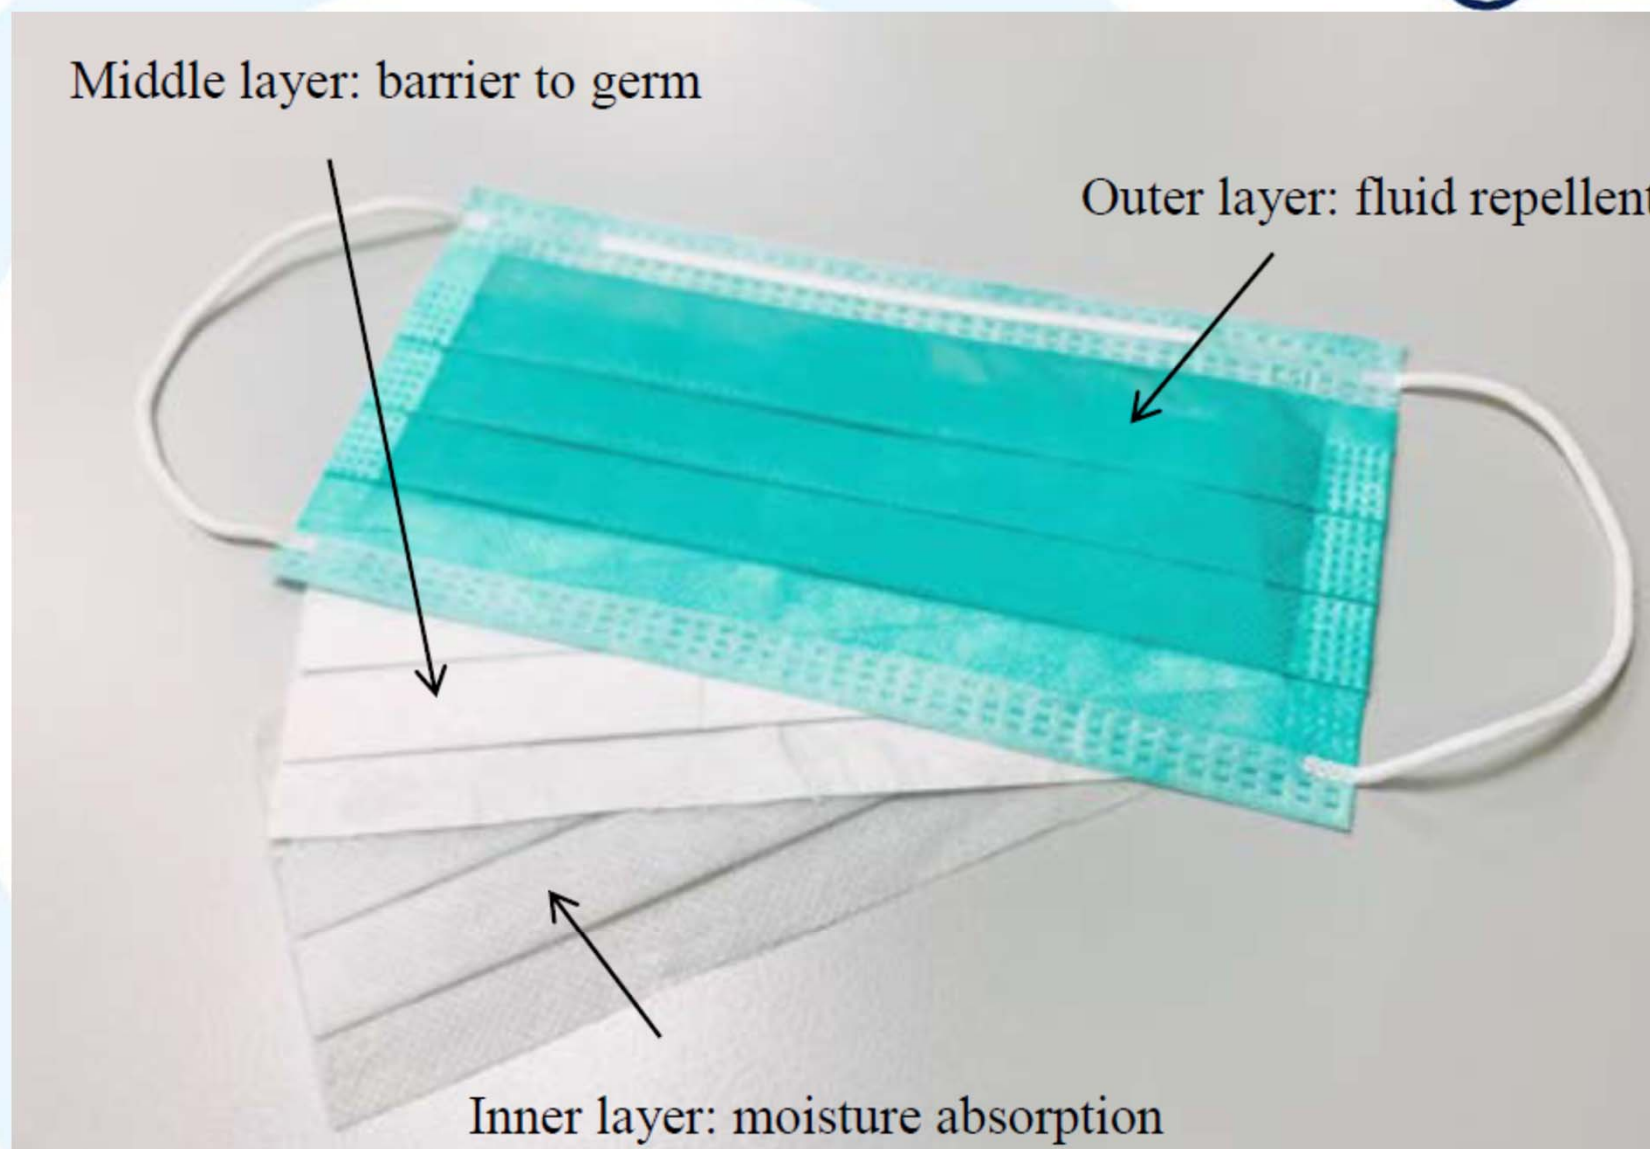 Middle layer: barrier to germ
Outer layer: fluid repellent
Inner layer: moisture absorption